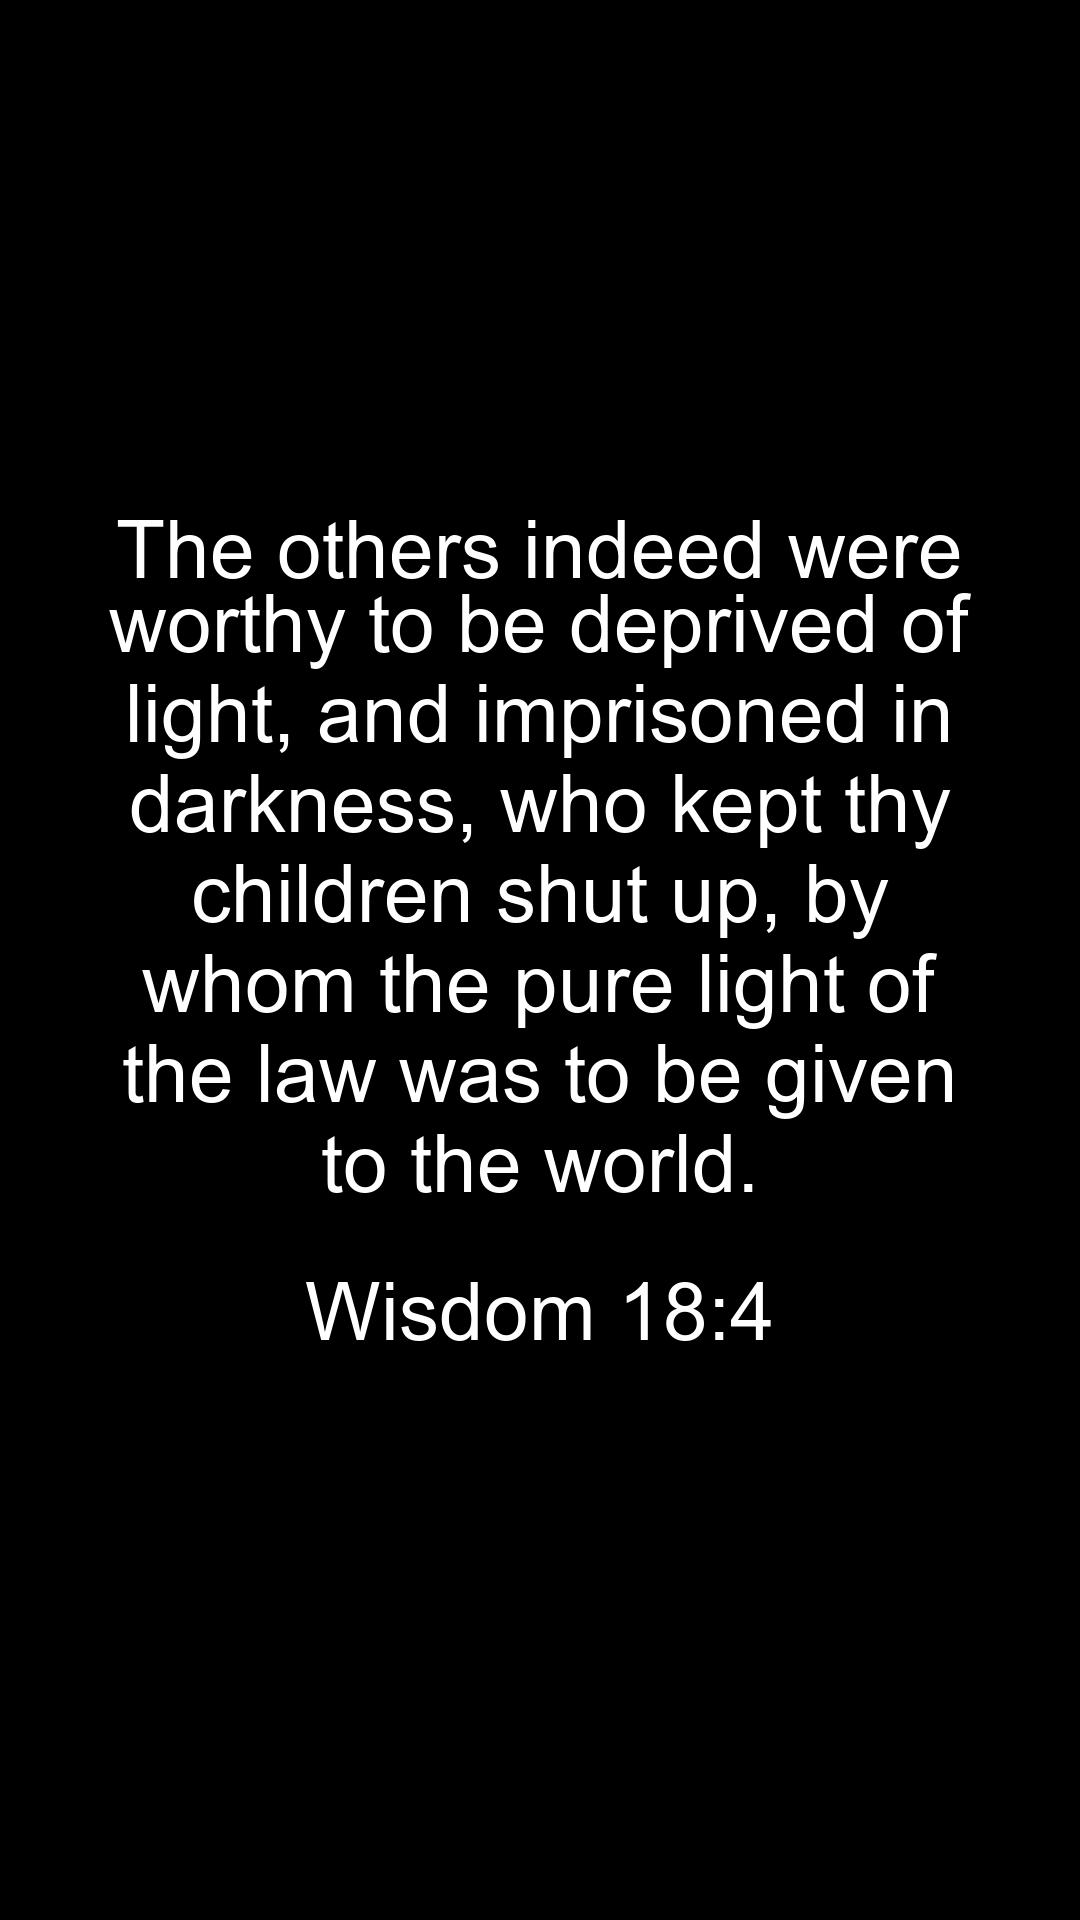 The others indeed were
worthy to be deprived of
light, and imprisoned in
darkness, who kept thy
children shut up, by
whom the pure light of
the law was to be given
to the world.
Wisdom 18:4